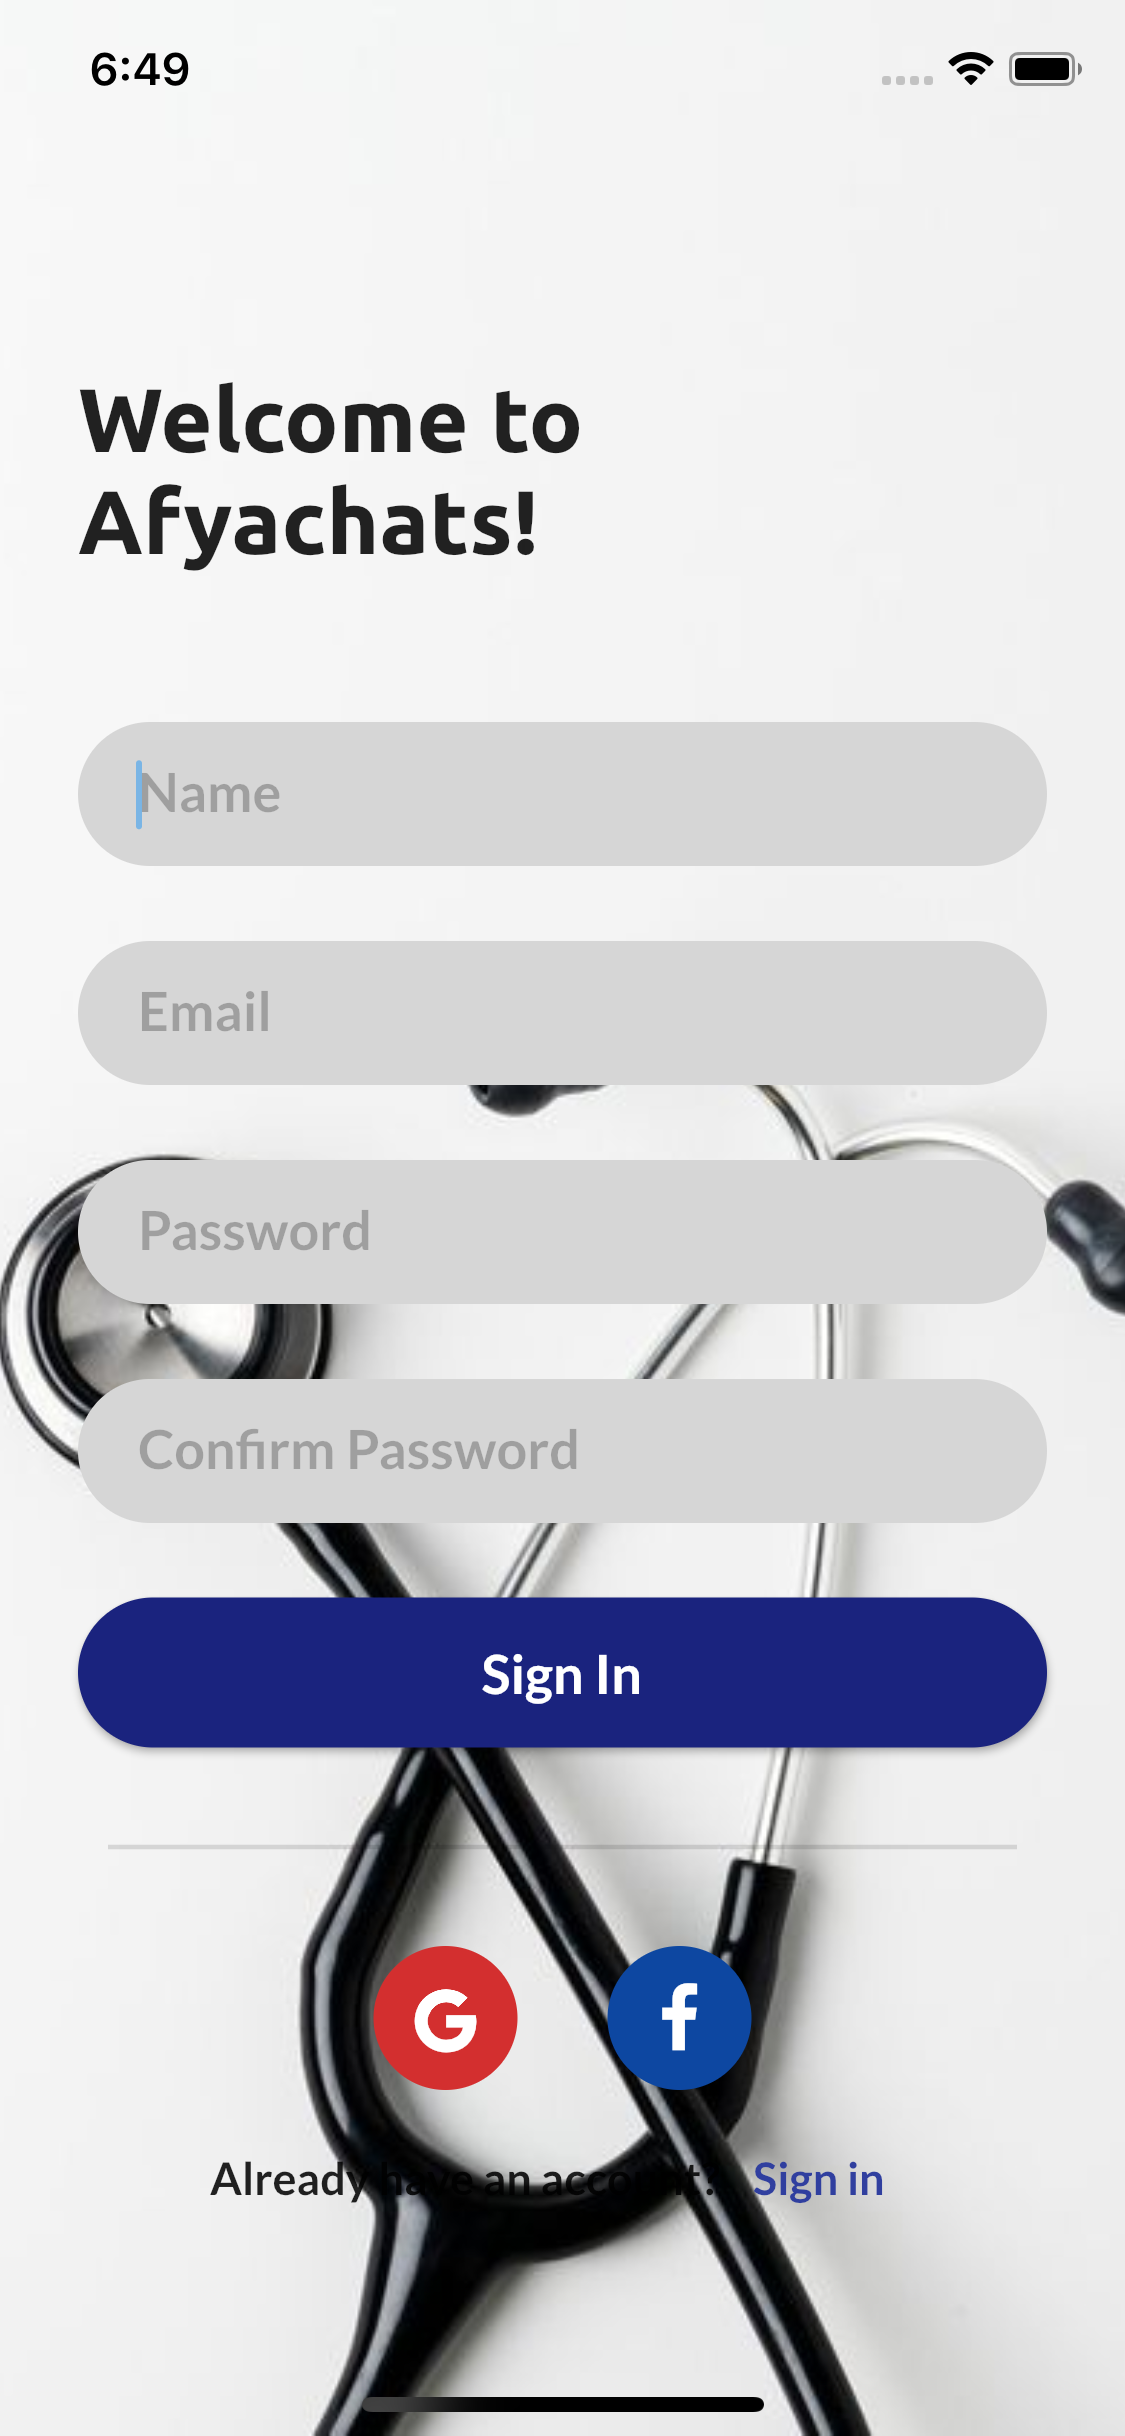 6:49
Welcome to
Afyachats!
Name
Email
Password
Confirm Password
Sign In
G f
Already have an account? Sign in